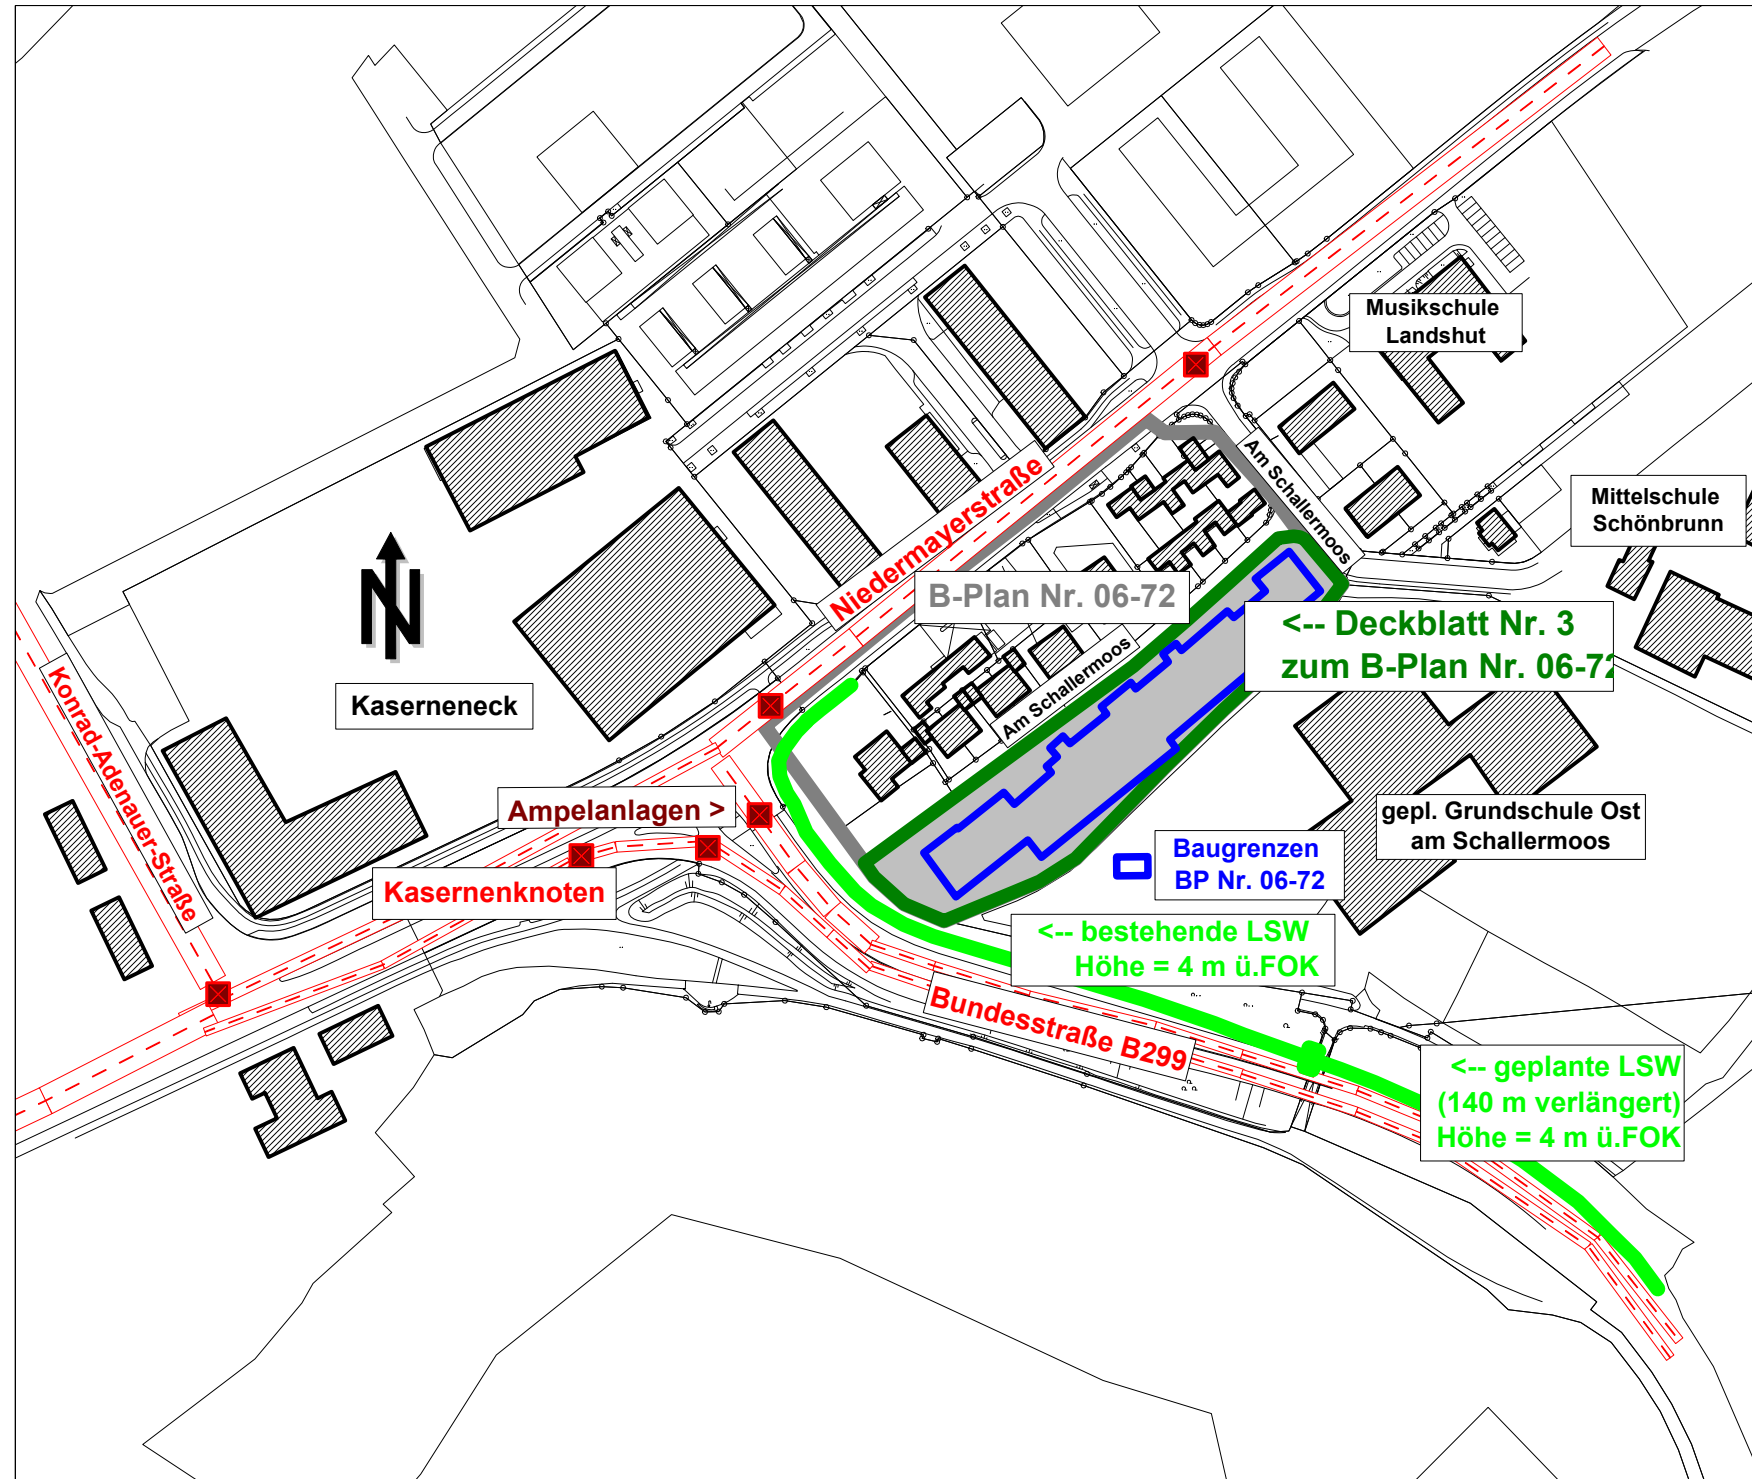 Musikschule
Landshut
Am Schallermoos
Mittelschule
Schönbrunn
Niedermayerstraße
B-Plan Nr. 06-72
<-- Deckblatt Nr. 3
zum B-Plan Nr. 06-72
N
Am Schallermoos
Konrad-Adenauer-Straße
Kaserneneck
Ampelanlagen >
gepl. Grundschule Ost
am Schallermoos
Baugrenzen
BP Nr. 06-72
Kasernenknoten
<-- bestehende LSW
Höhe = 4 m ü.FOK
Bundesstraße B299
<-- geplante LSW
(140 m verlängert)
Höhe = 4 m ü.FOK